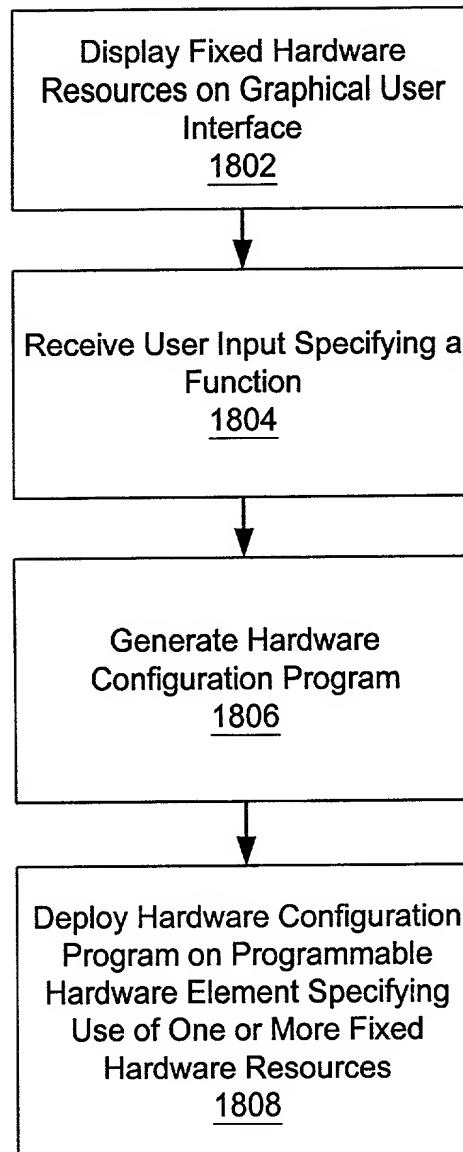 Display Fixed Hardware
Resources on Graphical User
Interface
1802
Receive User Input Specifying a
Function
1804
Generate Hardware
Configuration Program
1806
Deploy Hardware Configuration
Program on Programmable
Hardware Element Specifying
Use of One or More Fixed
Hardware Resources
1808